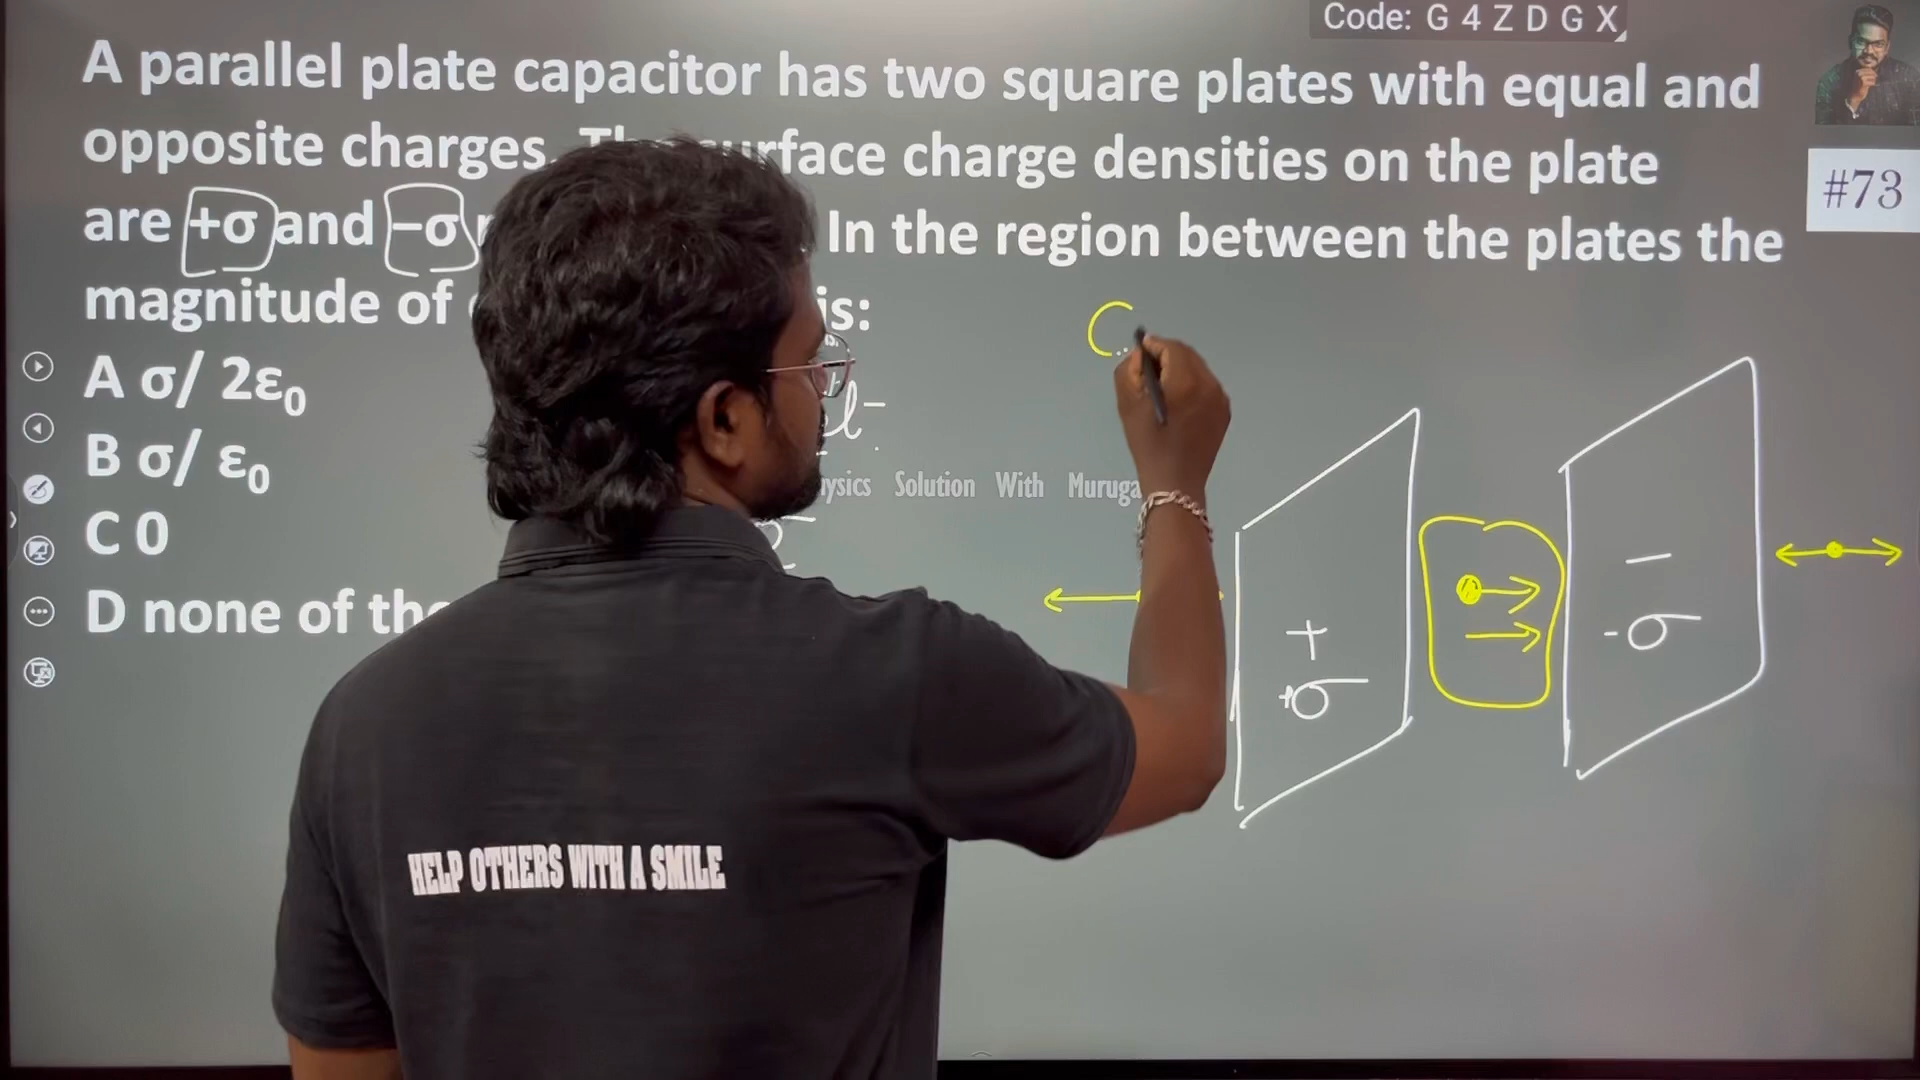 Code: G 4 Z D G X
A parallel plate capacitor has two square plates with equal and
opposite charges. surface charge densities on the plate
#73
are +σ and −σ In the region between the plates the
magnitude of is:
A σ/ 2ε₀
B σ/ ε₀
Solution With
C 0
D none of
+
+σ
−
-σ
HELP OTHERS WITH A SMILE